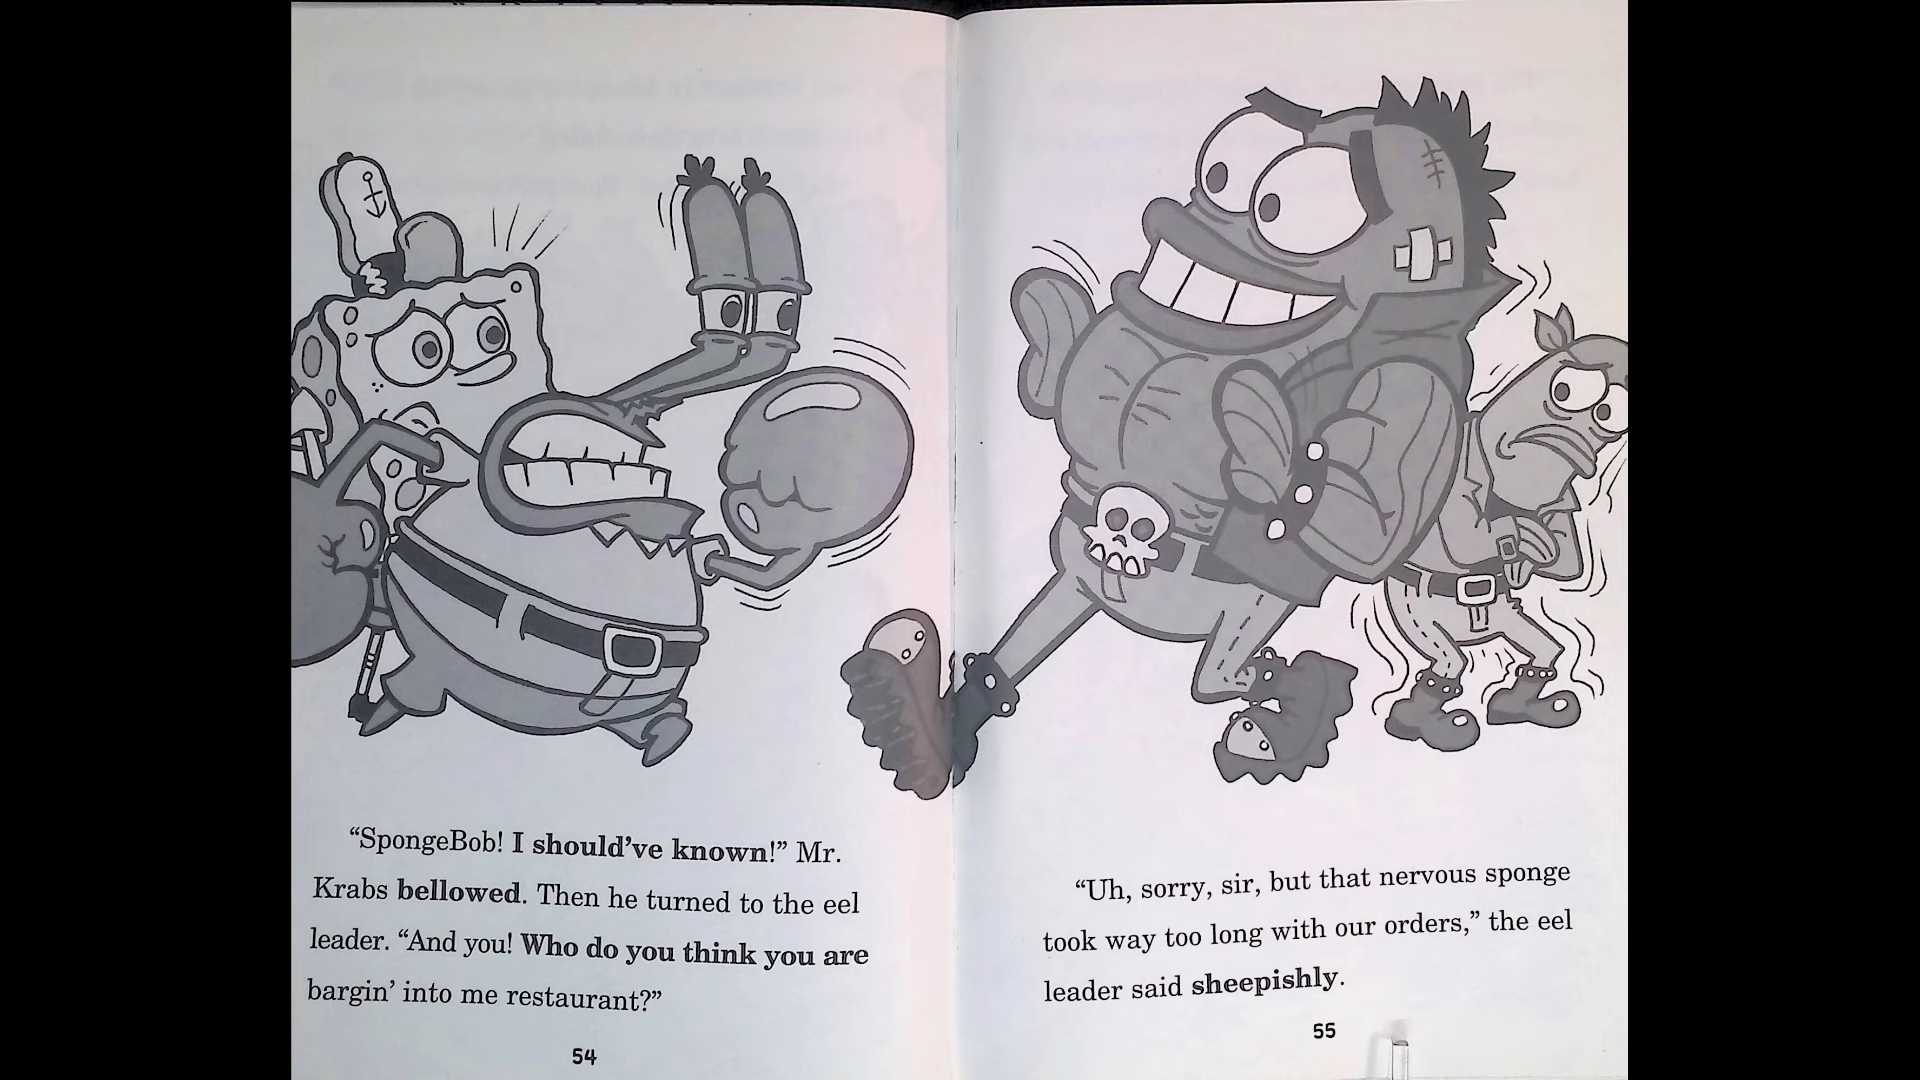 “SpongeBob! I should’ve known!” Mr.
Krabs bellowed. Then he turned to the eel
leader. “And you! Who do you think you are
bargin’ into me restaurant?”
54
“Uh, sorry, sir, but that nervous sponge
took way too long with our orders,” the eel
leader said sheepishly.
55